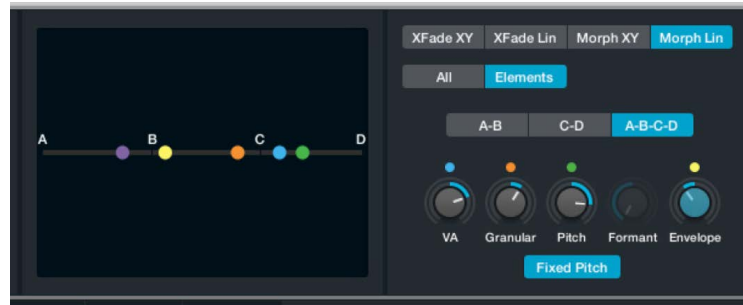 XFade XY XFade Lin Morph XY Morph Lin
All Elements
A-B C-D A-B-C-D
A B C D
VA Granular Pitch Formant Envelope
Fixed Pitch